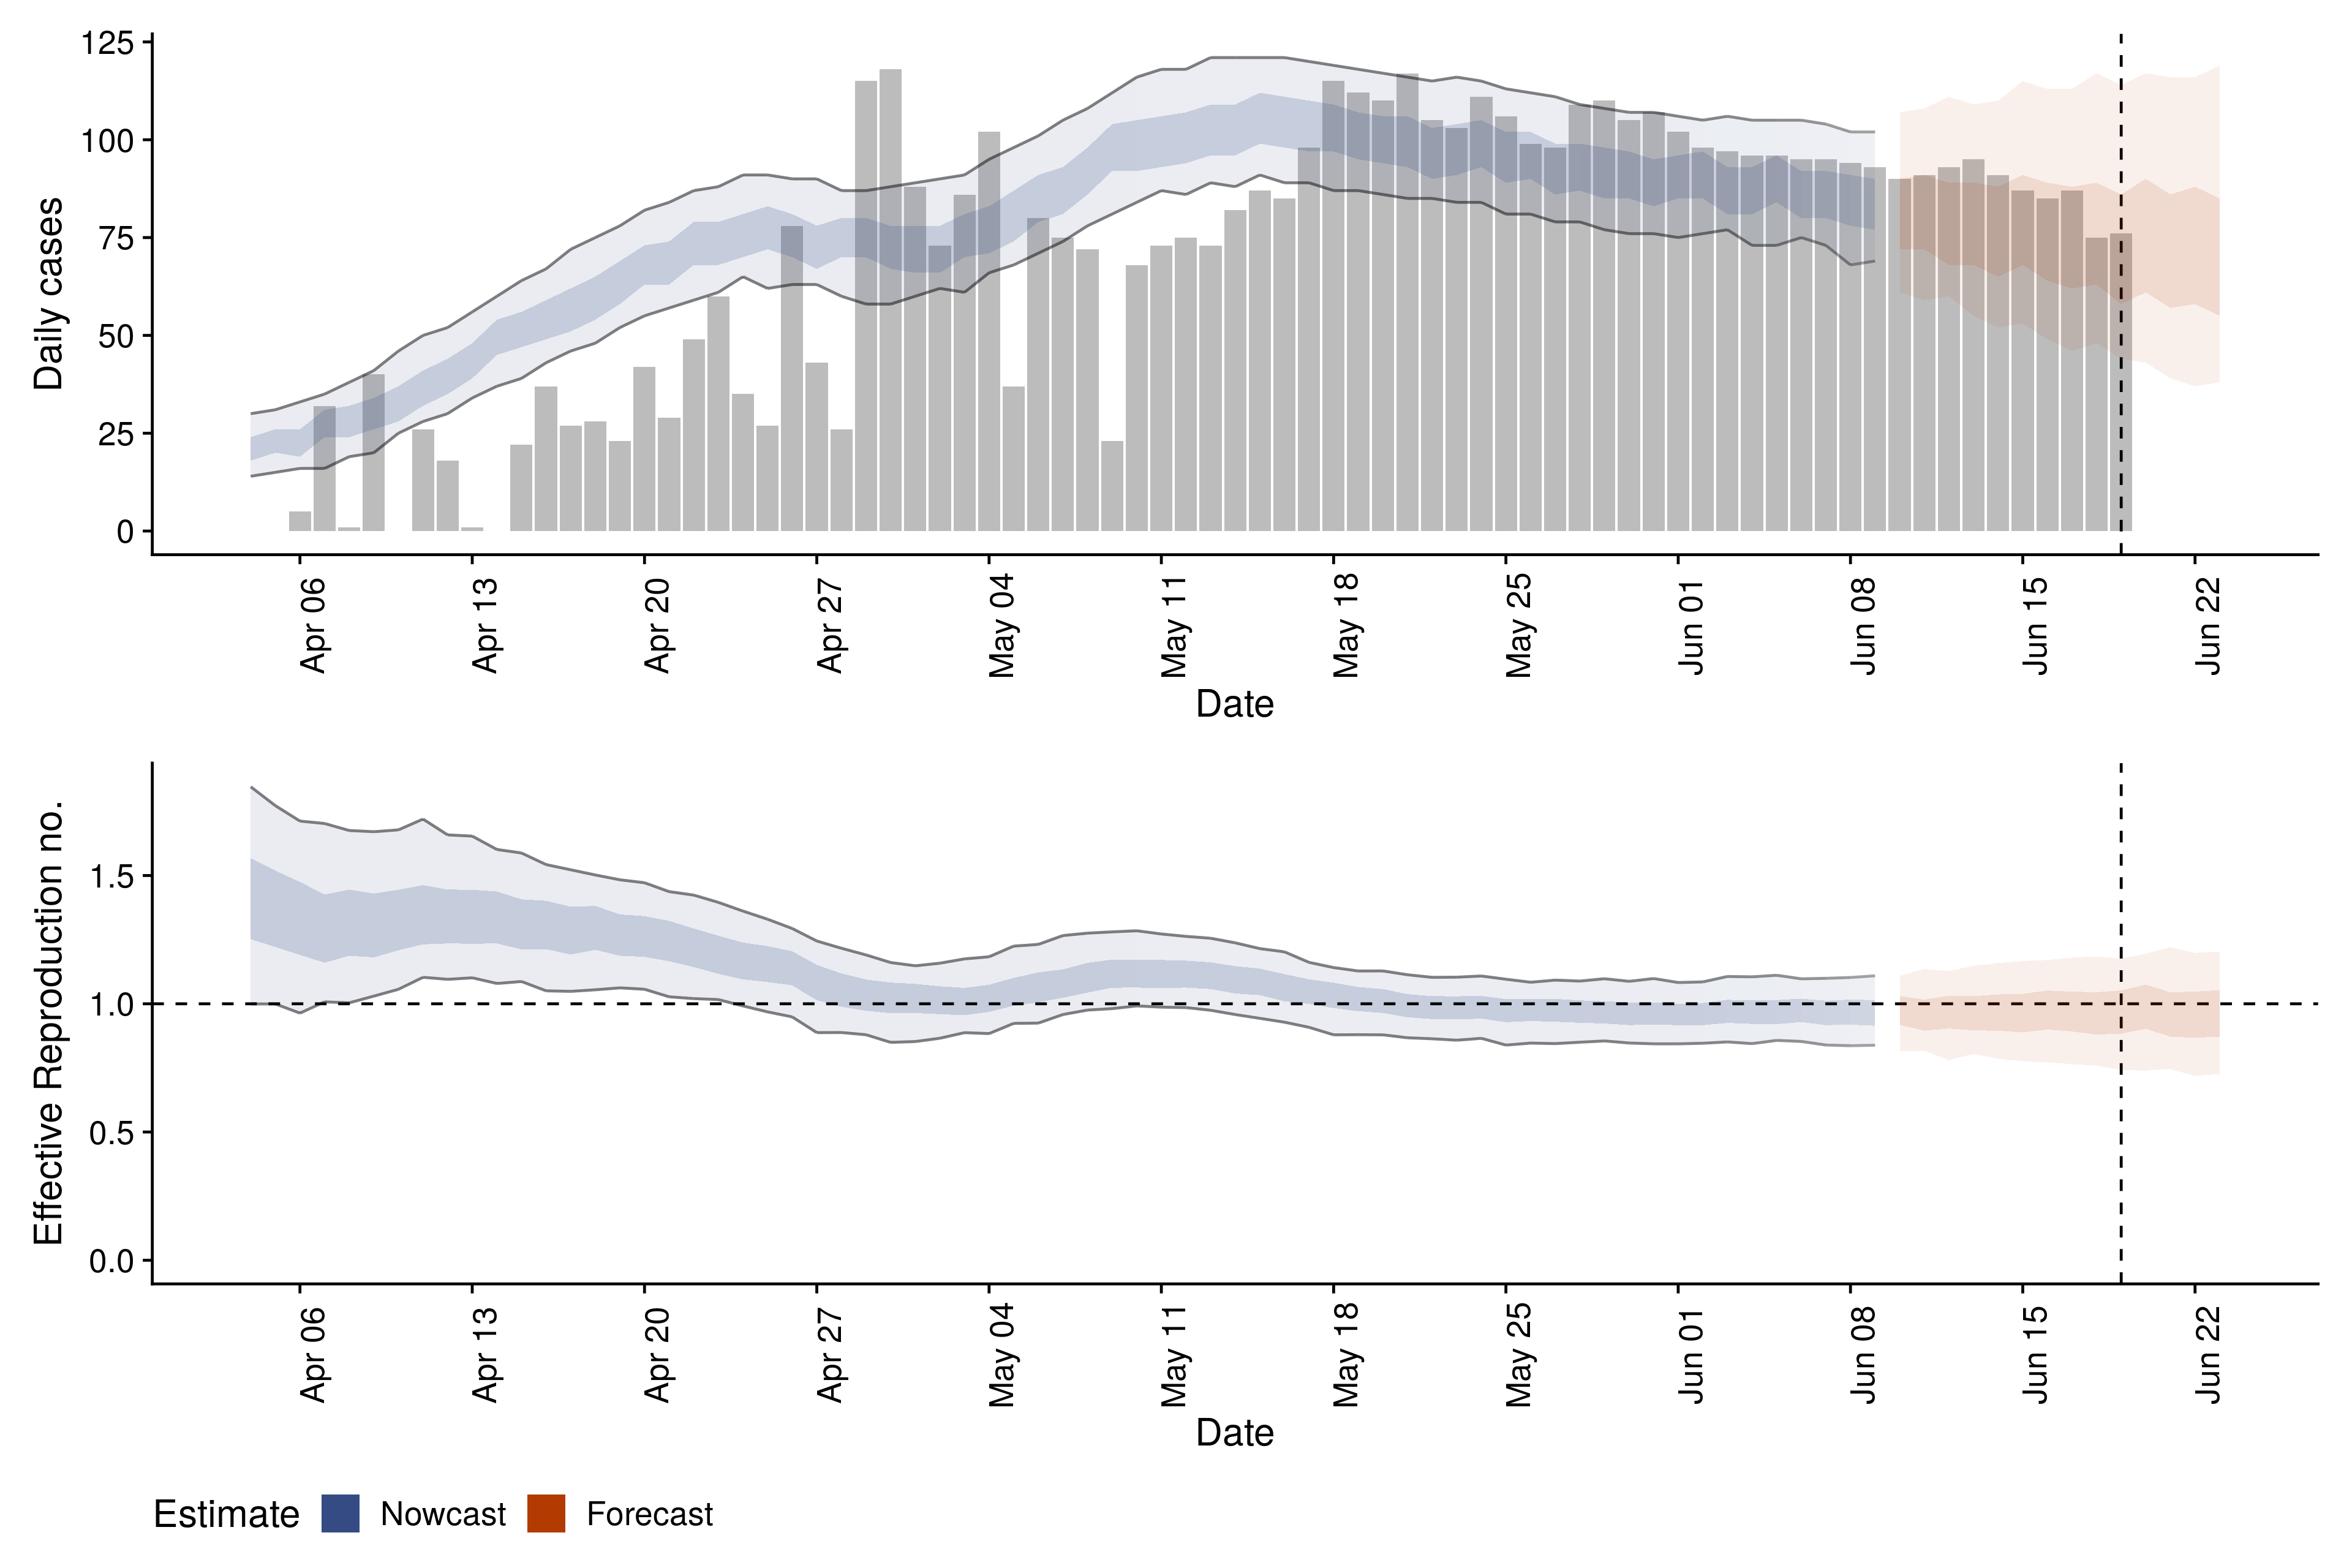 125
100
75
50
25
0
Daily cases
Apr 06
Apr 13
Apr 20
Apr 27
May 04
May 11
May 18
May 25
Jun 01
Jun 08
Jun 15
Jun 22
Date
1.5
1.0
0.5
0.0
Effective Reproduction no.
Apr 06
Apr 13
Apr 20
Apr 27
May 04
May 11
May 18
May 25
Jun 01
Jun 08
Jun 15
Jun 22
Date
Estimate Nowcast Forecast